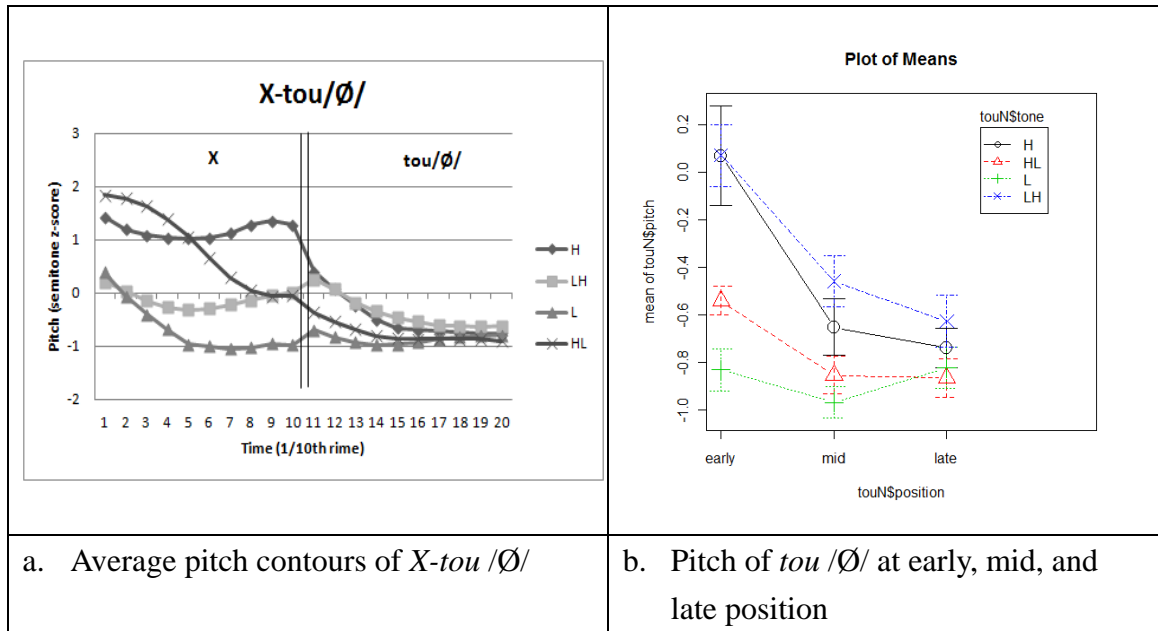 X-tou/Ø/
X
tou/Ø/
3
2
1
0
-1
-2
Pitch (semitone z-score)
1 2 3 4 5 6 7 8 9 10 11 12 13 14 15 16 17 18 19 20
Time (1/10th rime)
H
LH
L
HL
Plot of Means
touN$tone
H
HL
L
LH
0.2
0.0
-0.2
-0.4
-0.6
-0.8
-1.0
mean of touN$pitch
early mid late
touN$position
a. Average pitch contours of X-tou /Ø/
b. Pitch of tou /Ø/ at early, mid, and
late position